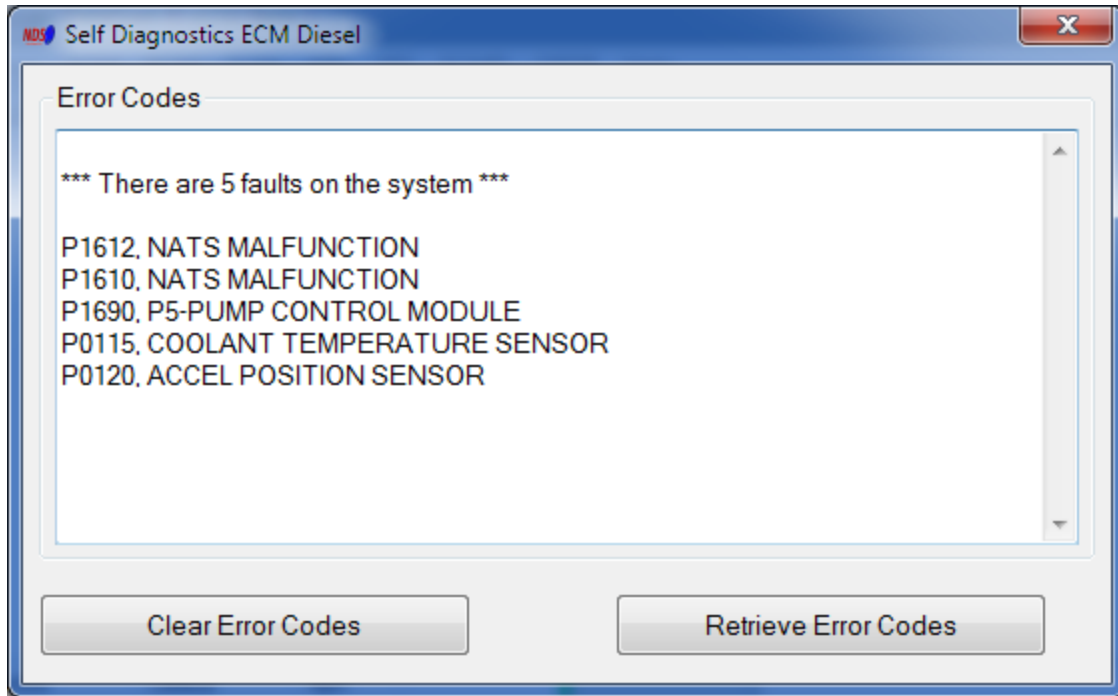 NDS Self Diagnostics ECM Diesel
X
Error Codes
*** There are 5 faults on the system ***
P1612, NATS MALFUNCTION
P1610, NATS MALFUNCTION
P1690, P5-PUMP CONTROL MODULE
P0115, COOLANT TEMPERATURE SENSOR
P0120, ACCEL POSITION SENSOR
Clear Error Codes
Retrieve Error Codes